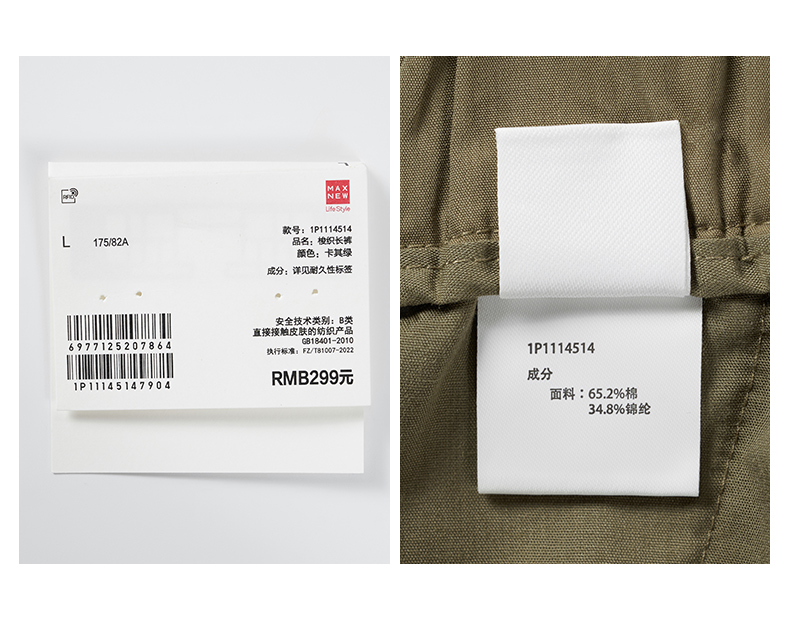 RFID
MAX
NEW
LifeStyle
L 175/82A
款号：1P1114514
品名：梭织长裤
颜色：卡其绿
成分：详见耐久性标签
安全技术类别：B类
直接接触皮肤的纺织产品
GB18401-2010
执行标准：FZ/T81007-2022
6977125207864
1P11145147904
RMB299元
1P1114514
成分
面料：65.2%棉
34.8%锦纶